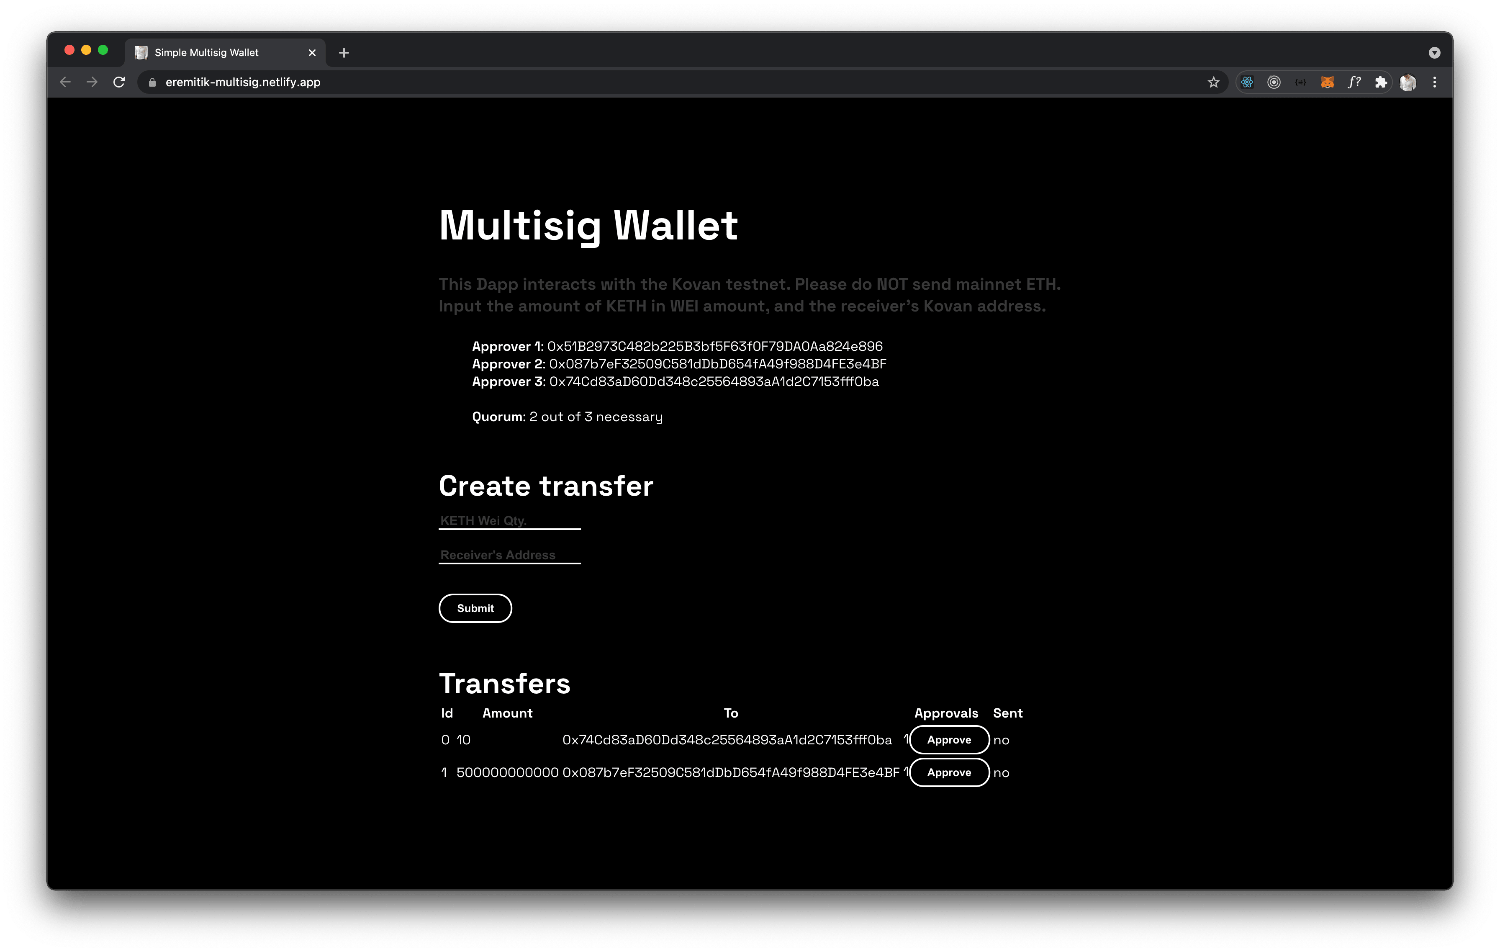 Simple Multisig Wallet
eremitik-multisig.netlify.app
f?
Multisig Wallet
This Dapp interacts with the Kovan testnet. Please do NOT send mainnet ETH.
Input the amount of KETH in WEI amount, and the receiver's Kovan address.
Approver 1: 0x51B2973C482b225B3bf5F63f0F79DA0Aa824e896
Approver 2: 0x087b7eF32509C581dDbD654fA49f988D4FE3e4BF
Approver 3: 0x74Cd83aD60Dd348c25564893aA1d2C7153fff0ba
Quorum: 2 out of 3 necessary
Create transfer
KETH Wei Qty.
Receiver's Address
Submit
Transfers
Id Amount To Approvals Sent
0 10 0x74Cd83aD60Dd348c25564893aA1d2C7153fff0ba 1 Approve no
1 500000000000 0x087b7eF32509C581dDbD654fA49f988D4FE3e4BF 1 Approve no